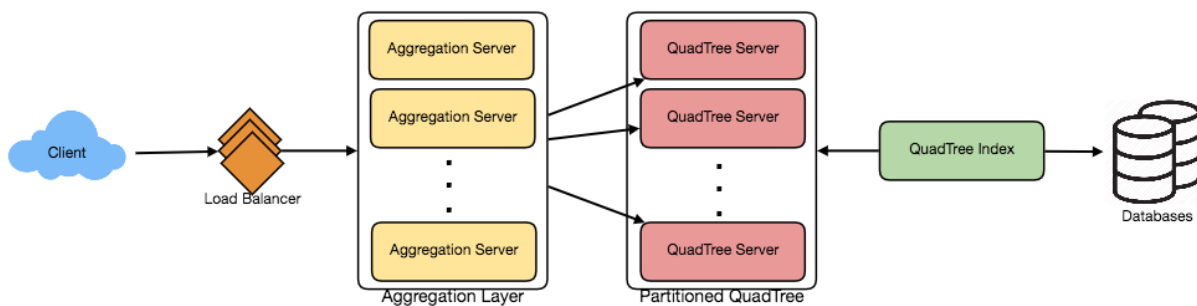 Client
Load Balancer
Aggregation Server
Aggregation Server
Aggregation Server
Aggregation Layer
QuadTree Server
QuadTree Server
QuadTree Server
Partitioned QuadTree
QuadTree Index
Databases